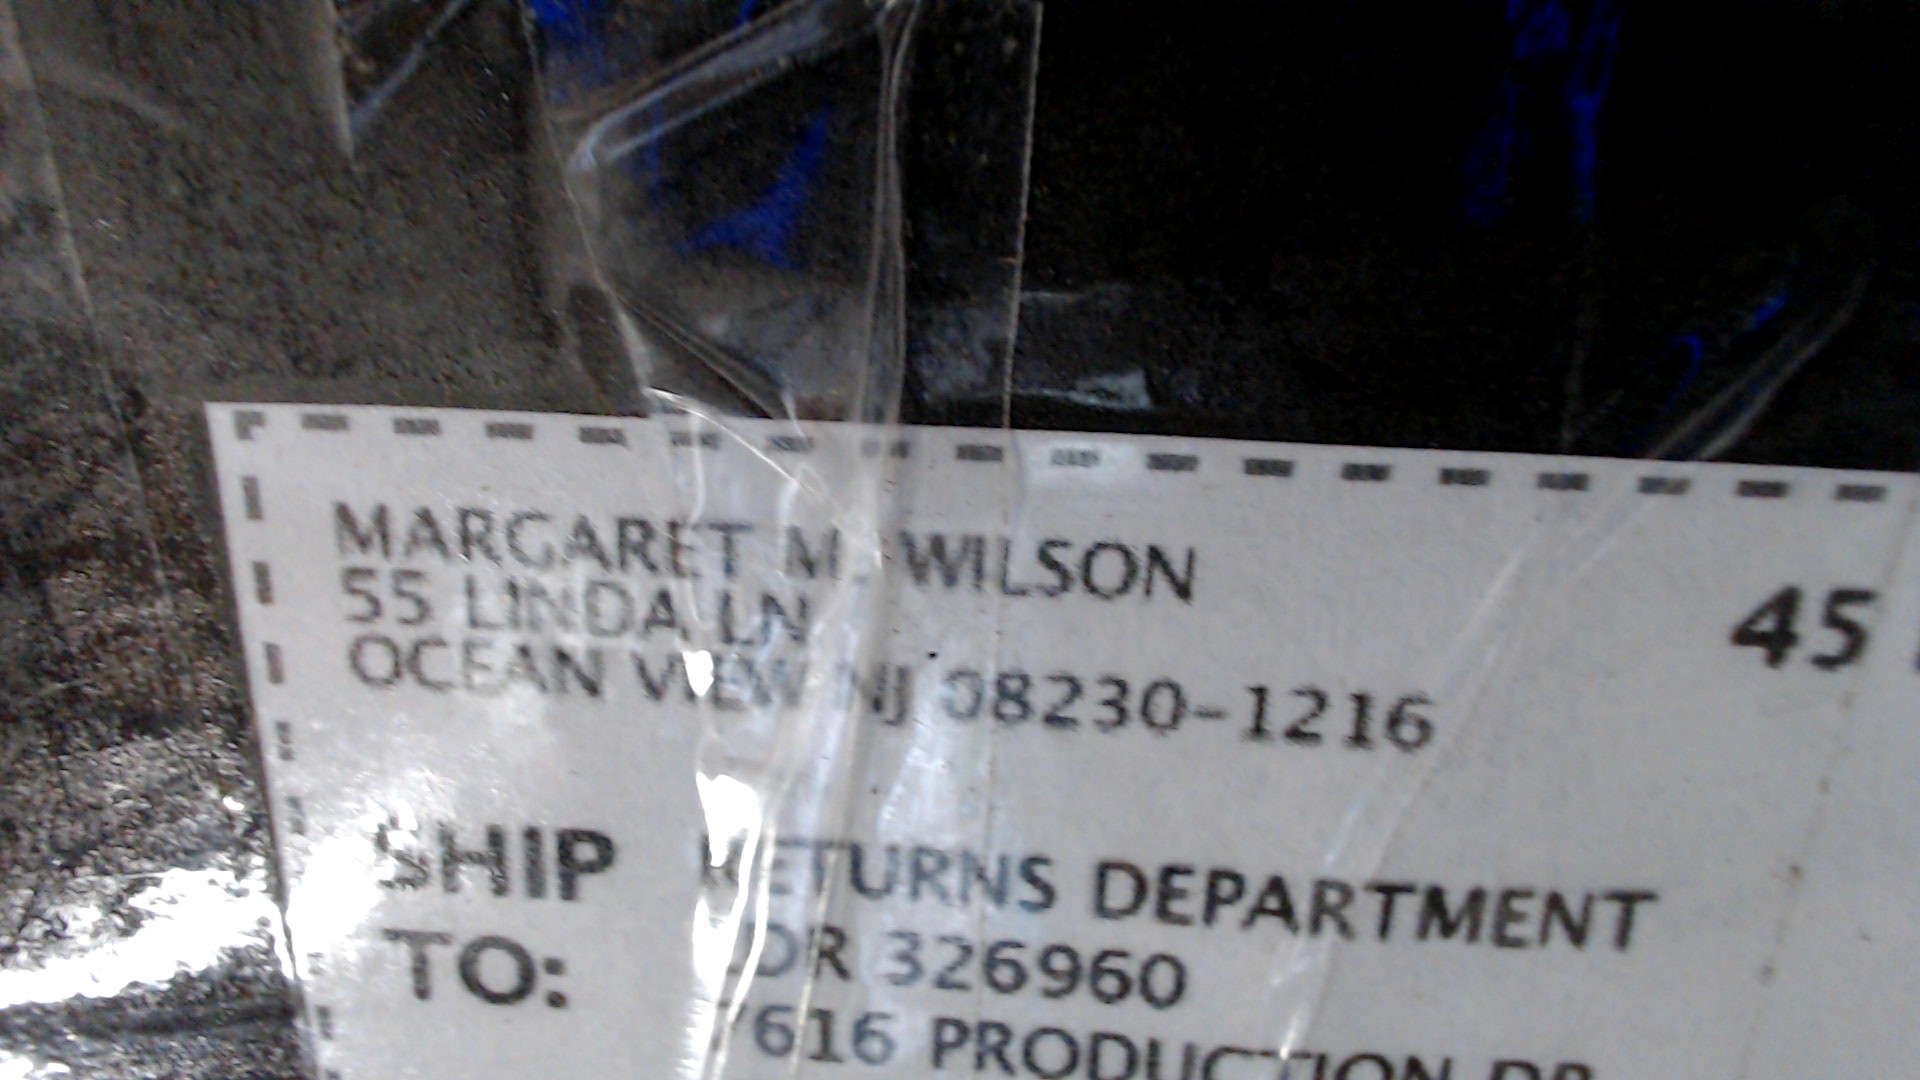 MARGARET M. WILSON
55 LINDA LN
OCEAN VIEW NJ 08230-1216
45
SHIP TO:
RETURNS DEPARTMENT
326960
7616 PRODUCTION DR